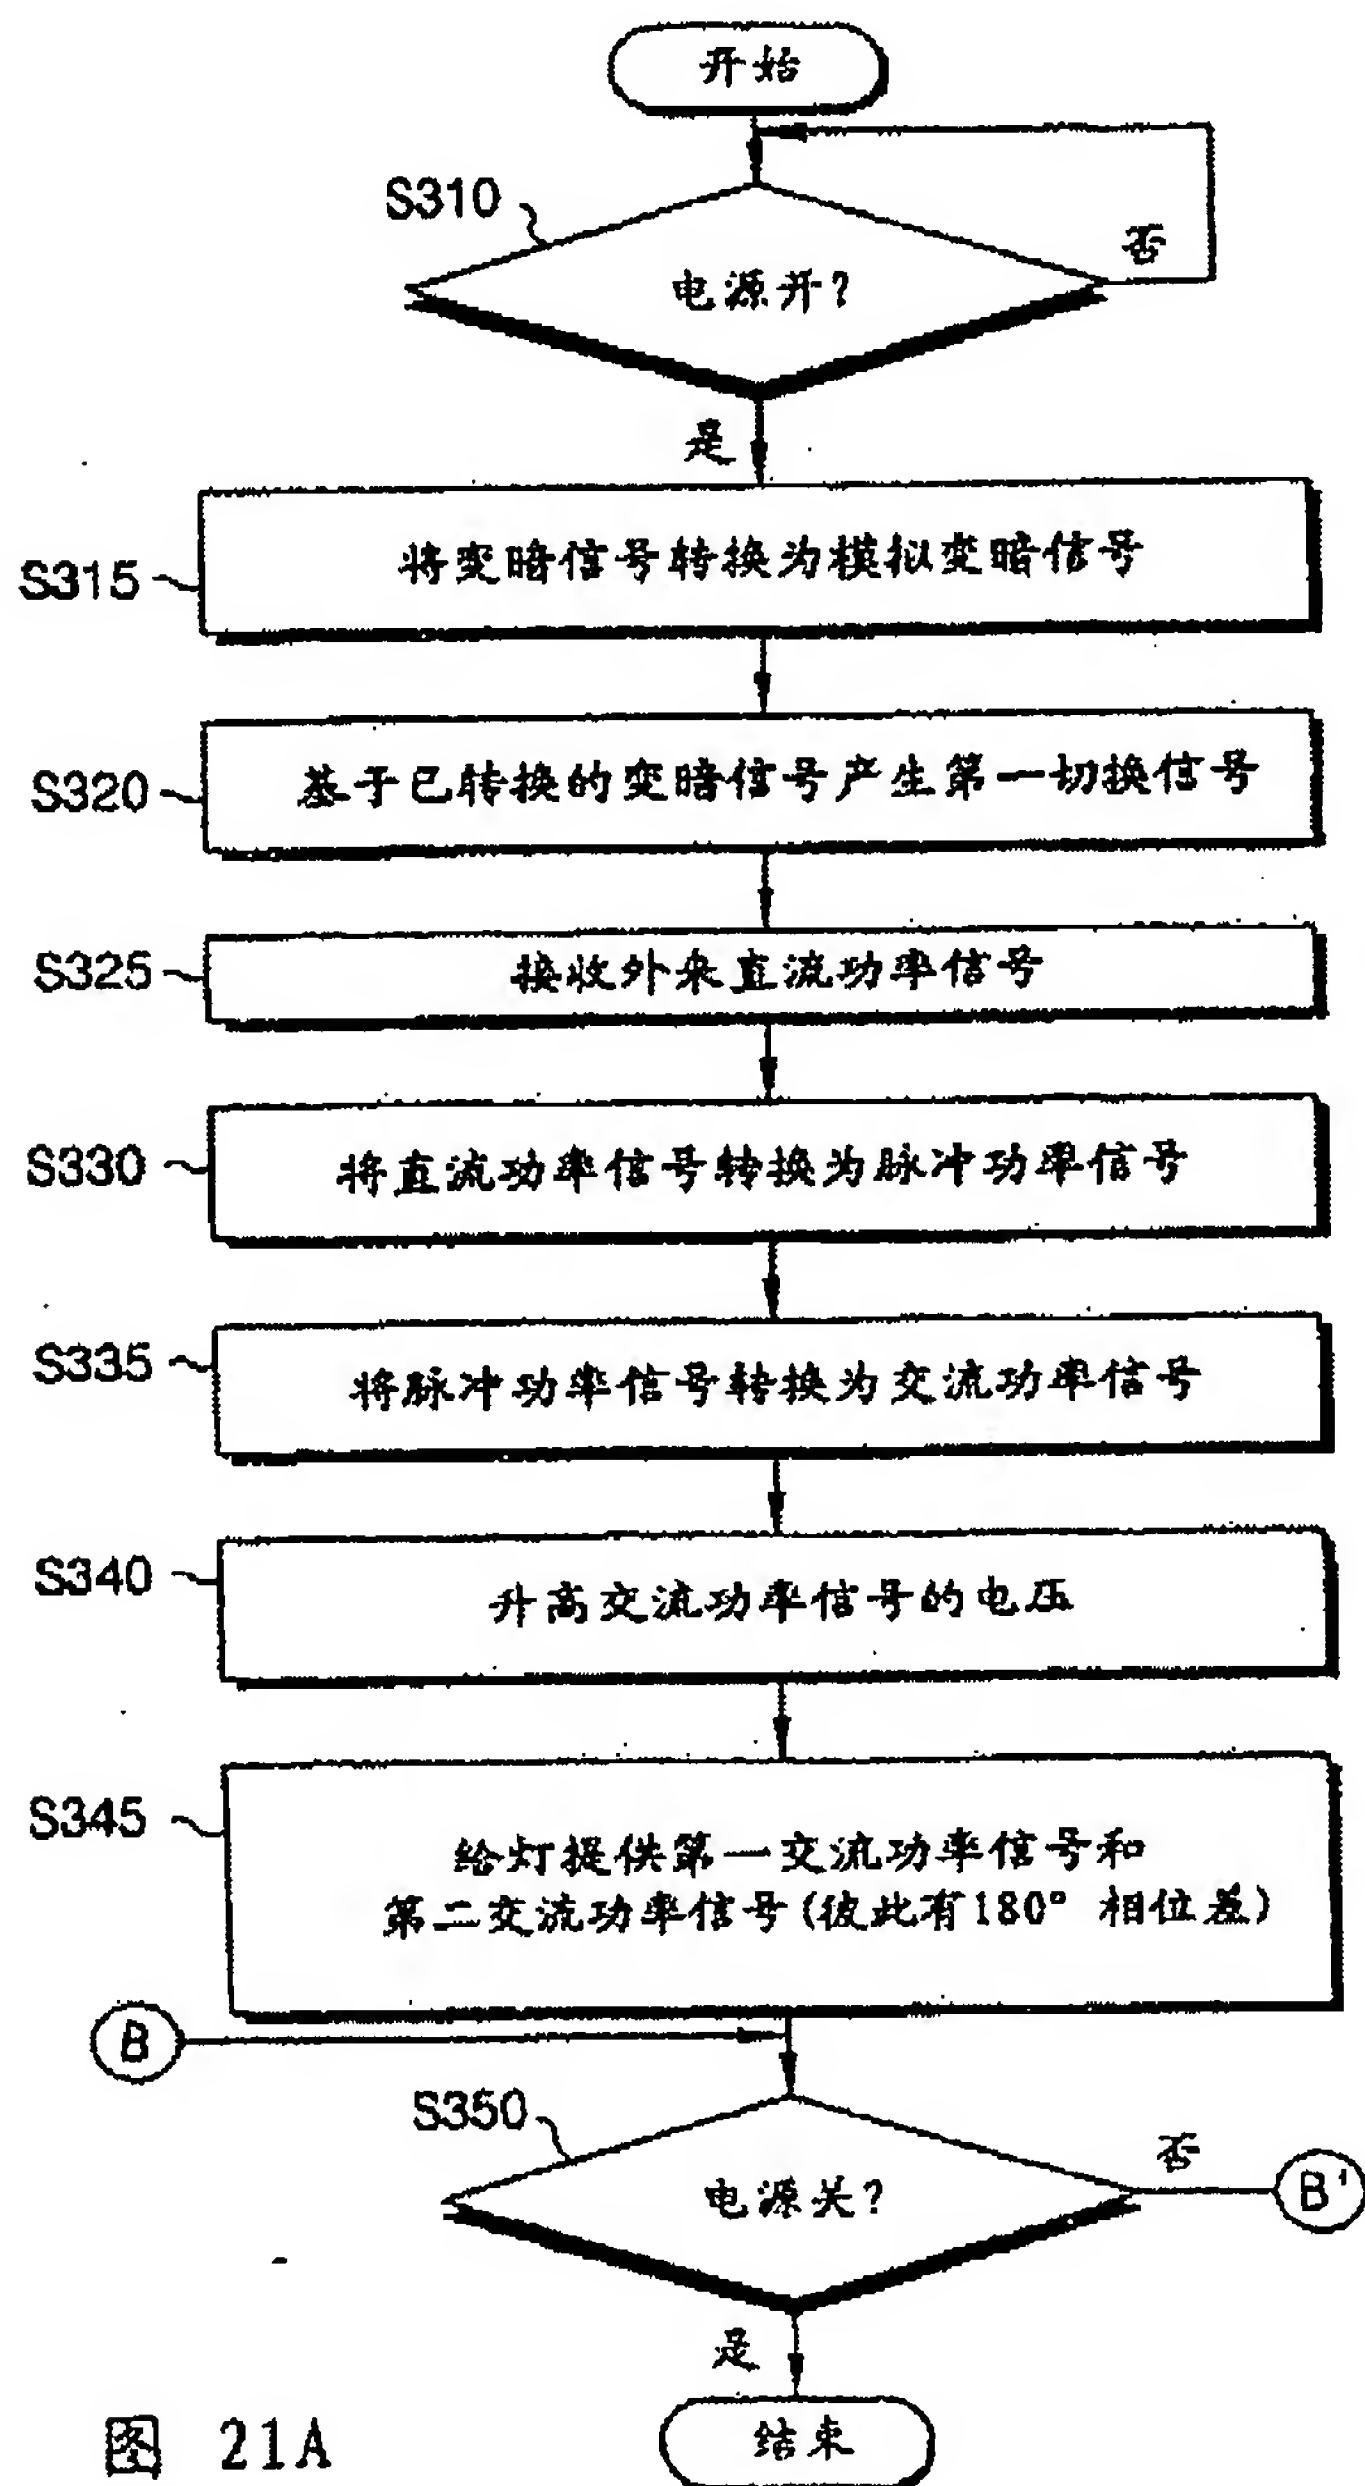 开始
S310
电源开?
否
是
S315
将变暗信号转换为模拟变暗信号
S320
基于已转换的变暗信号产生第一切换信号
S325
接收外来直流功率信号
S330
将直流功率信号转换为脉冲功率信号
S335
将脉冲功率信号转换为交流功率信号
S340
升高交流功率信号的电压
S345
给灯提供第一交流功率信号和
第二交流功率信号(彼此有180°相位差)
B
S350
电源关?
否
B'
是
结束
图 21A